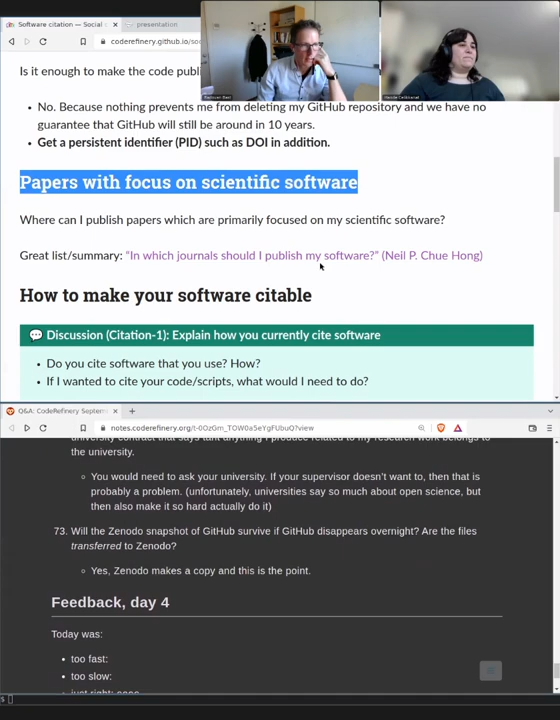 Software citation — Social c
presentation
coderefinery.github.io/so
Is it enough to make the code publ
No. Because nothing prevents me from deleting my GitHub repository and we have no
guarantee that GitHub will still be around in 10 years.
Get a persistent identifier (PID) such as DOI in addition.
Papers with focus on scientific software
Where can I publish papers which are primarily focused on my scientific software?
Great list/summary: “In which journals should I publish my software?” (Neil P. Chue Hong)
How to make your software citable
Discussion (Citation-1): Explain how you currently cite software
Do you cite software that you use? How?
If I wanted to cite your code/scripts, what would I need to do?
Q&A: CodeRefinery Septem
notes.coderefinery.org/t-0OzGm_TOW0a5eYgFUbuQ?view
university contract that says that anything I produce related to my research work belongs to
the university.
You would need to ask your university. If your supervisor doesn’t want to, then that is
probably a problem. (unfortunately, universities say so much about open science, but
then also make it so hard actually do it)
73. Will the Zenodo snapshot of GitHub survive if GitHub disappears overnight? Are the files
transferred to Zenodo?
Yes, Zenodo makes a copy and this is the point.
Feedback, day 4
Today was:
too fast:
too slow:
just right: oooo
$